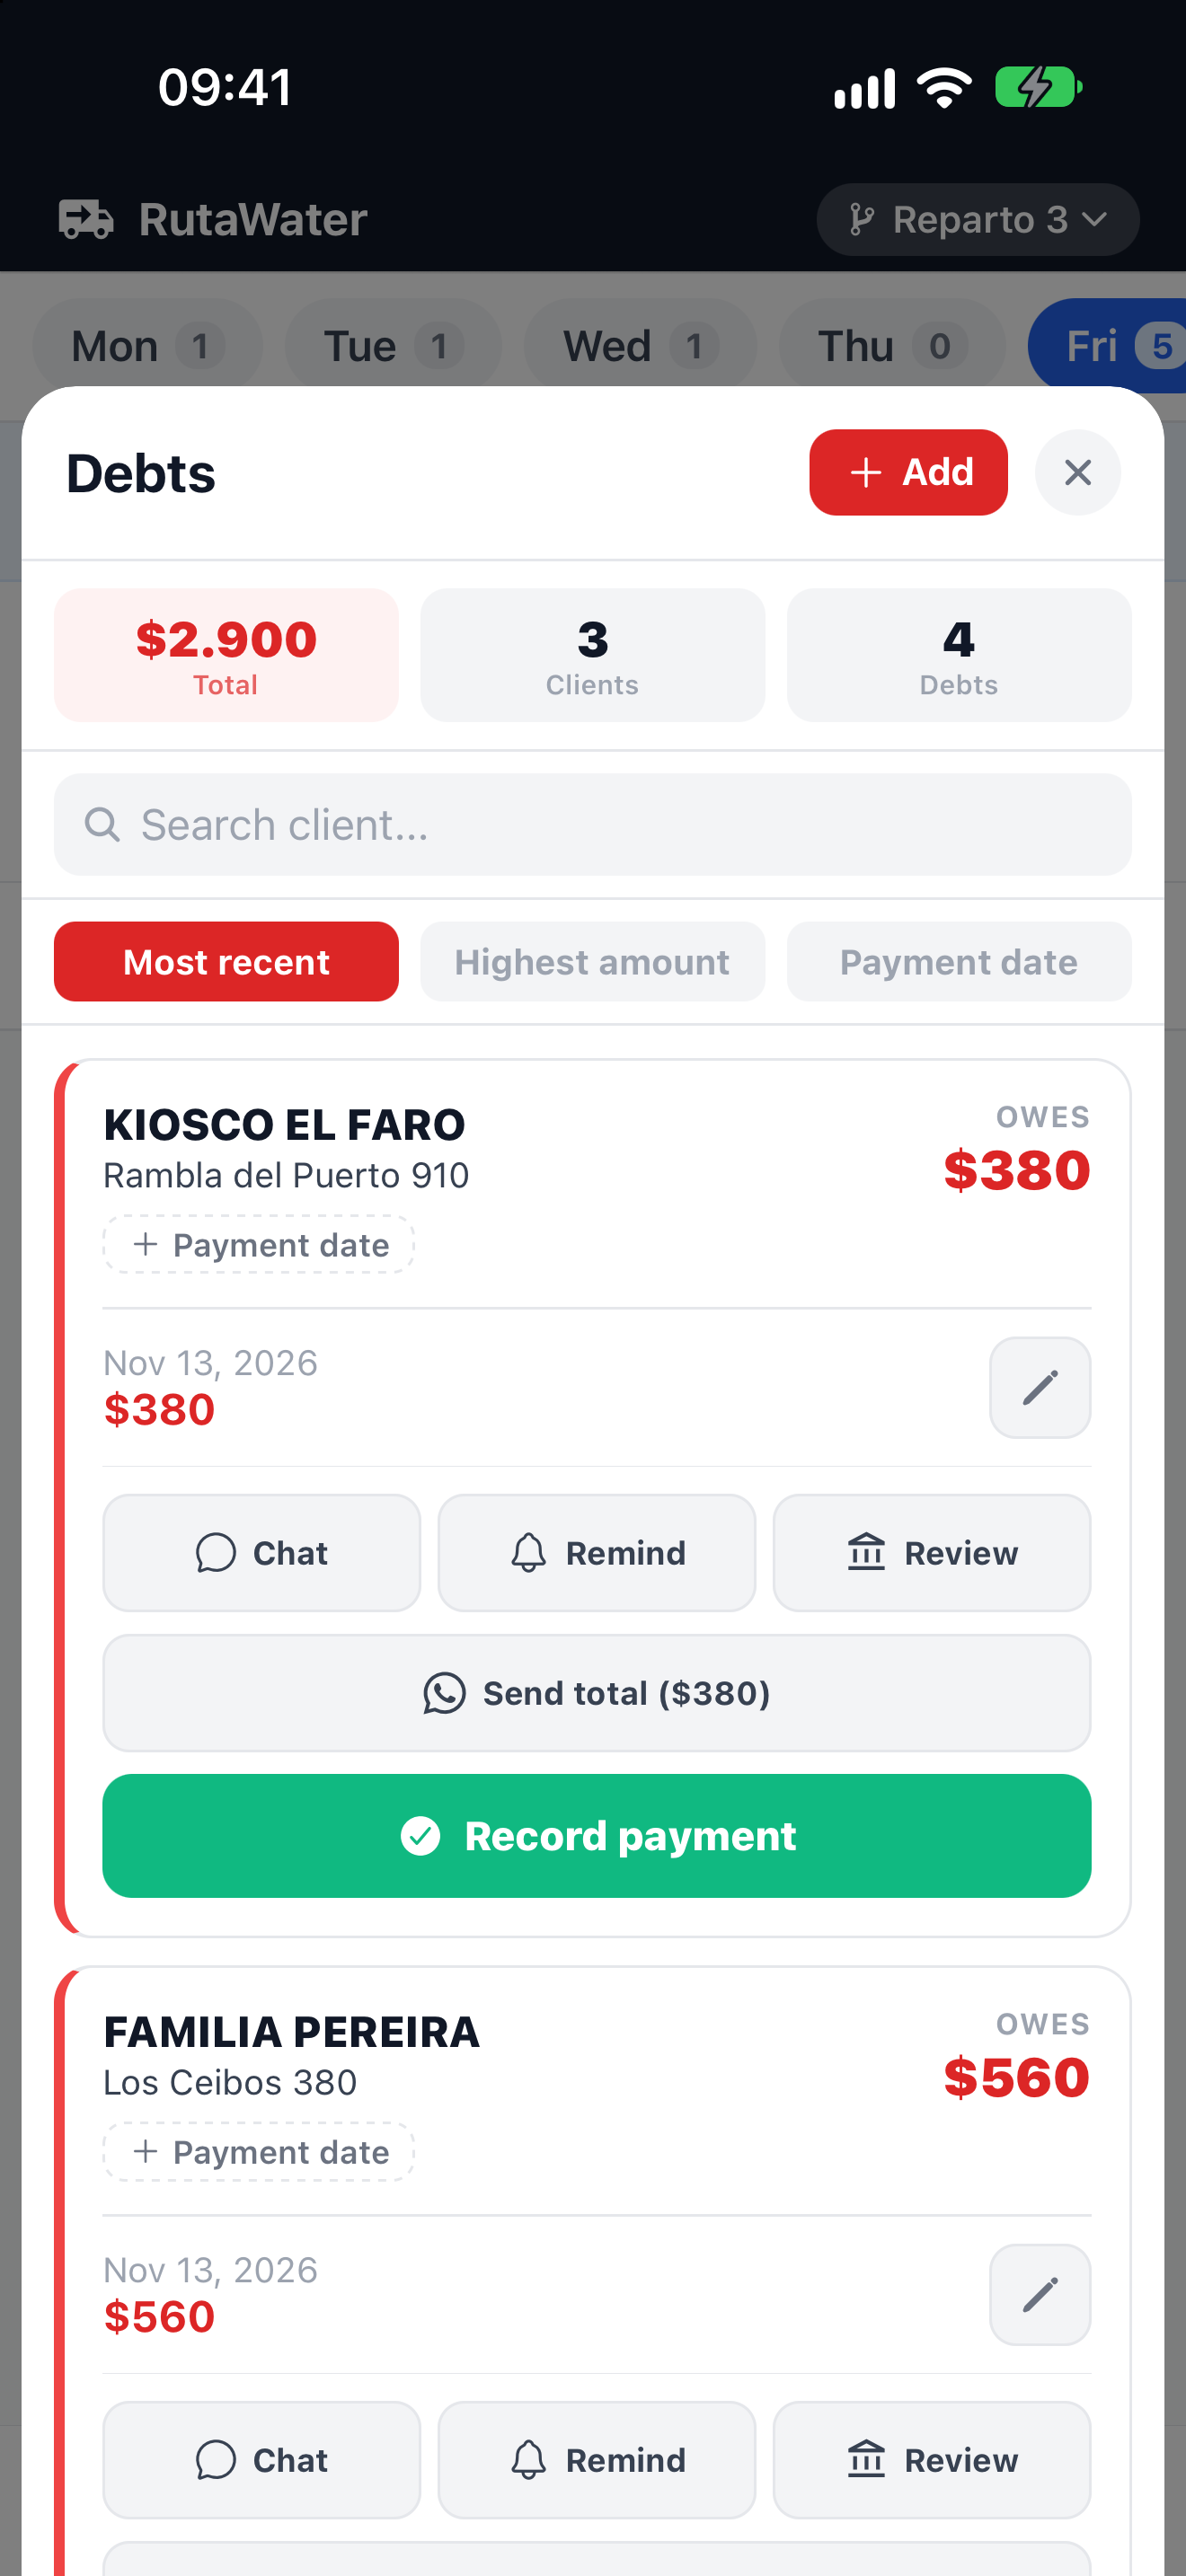 09:41
RutaWater
Reparto 3
Mon 1 Tue 1 Wed 1 Thu 0 Fri 5
Debts
+ Add
$2.900
Total
3
Clients
4
Debts
Search client...
Most recent
Highest amount
Payment date
KIOSCO EL FARO
Rambla del Puerto 910
OWES
$380
+ Payment date
Nov 13, 2026
$380
Chat
Remind
Review
Send total ($380)
Record payment
FAMILIA PEREIRA
Los Ceibos 380
OWES
$560
+ Payment date
Nov 13, 2026
$560
Chat
Remind
Review